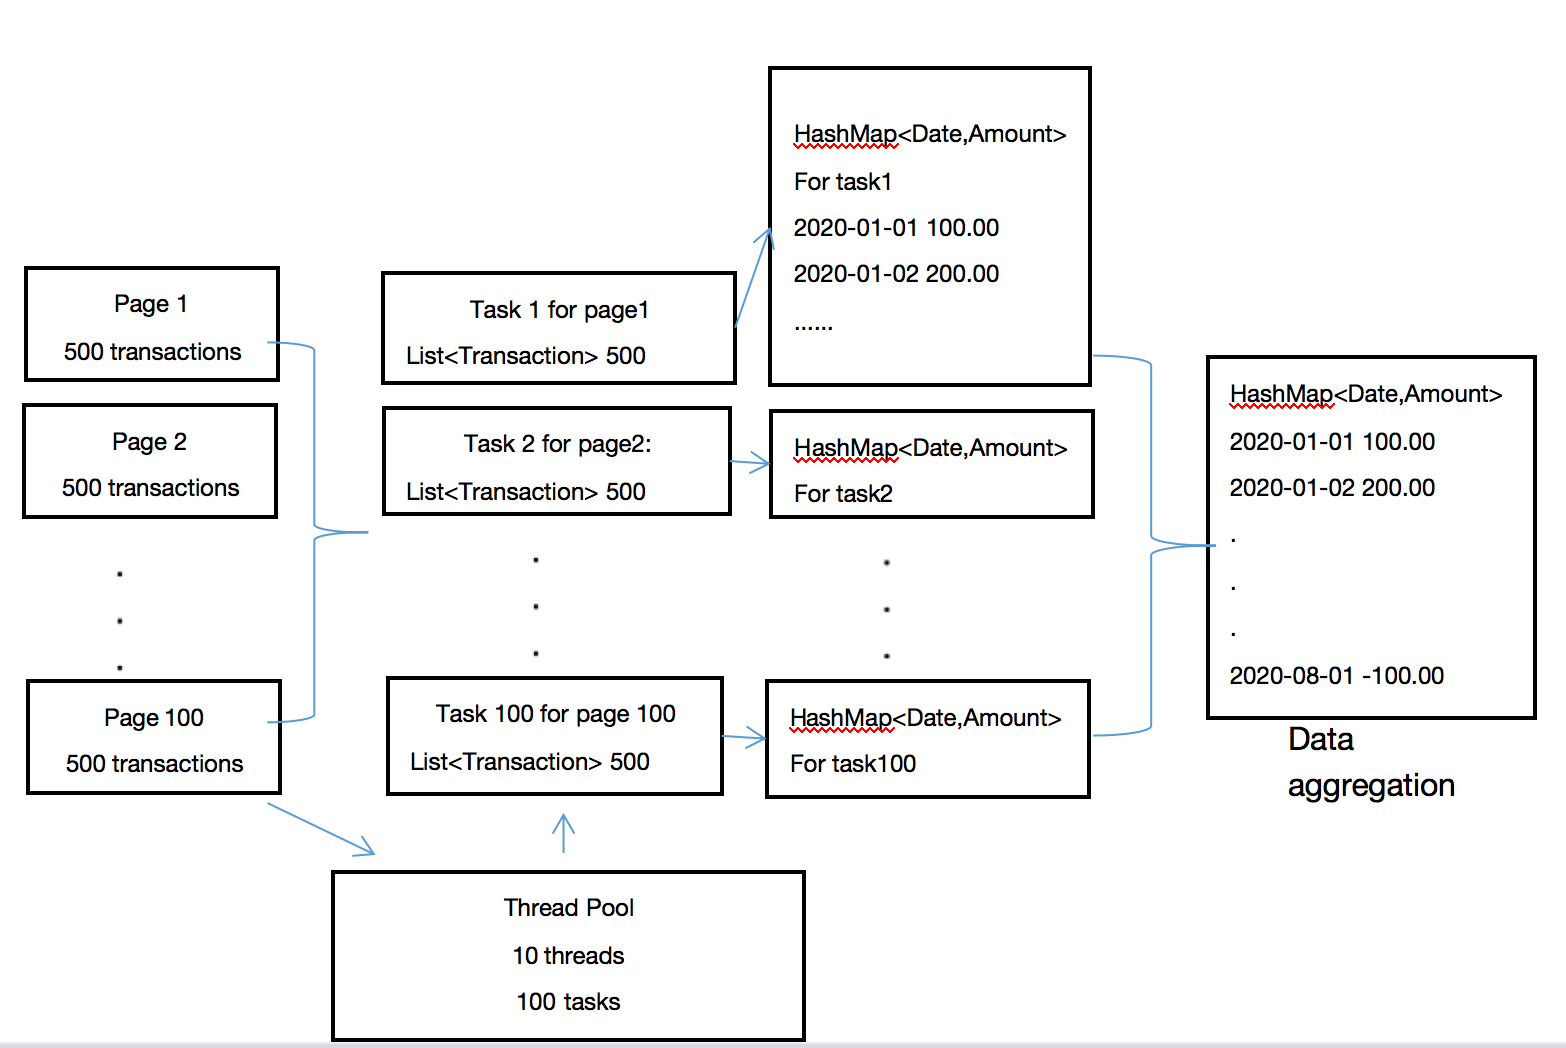 Page 1
500 transactions
Page 2
500 transactions
.
.
.
Page 100
500 transactions
Task 1 for page1
List<Transaction> 500
Task 2 for page2:
List<Transaction> 500
.
.
.
Task 100 for page 100
List<Transaction> 500
HashMap<Date,Amount>
For task1
2020-01-01 100.00
2020-01-02 200.00
......
HashMap<Date,Amount>
For task2
.
.
.
HashMap<Date,Amount>
For task100
HashMap<Date,Amount>
2020-01-01 100.00
2020-01-02 200.00
.
.
.
2020-08-01 -100.00
Data
aggregation
Thread Pool
10 threads
100 tasks